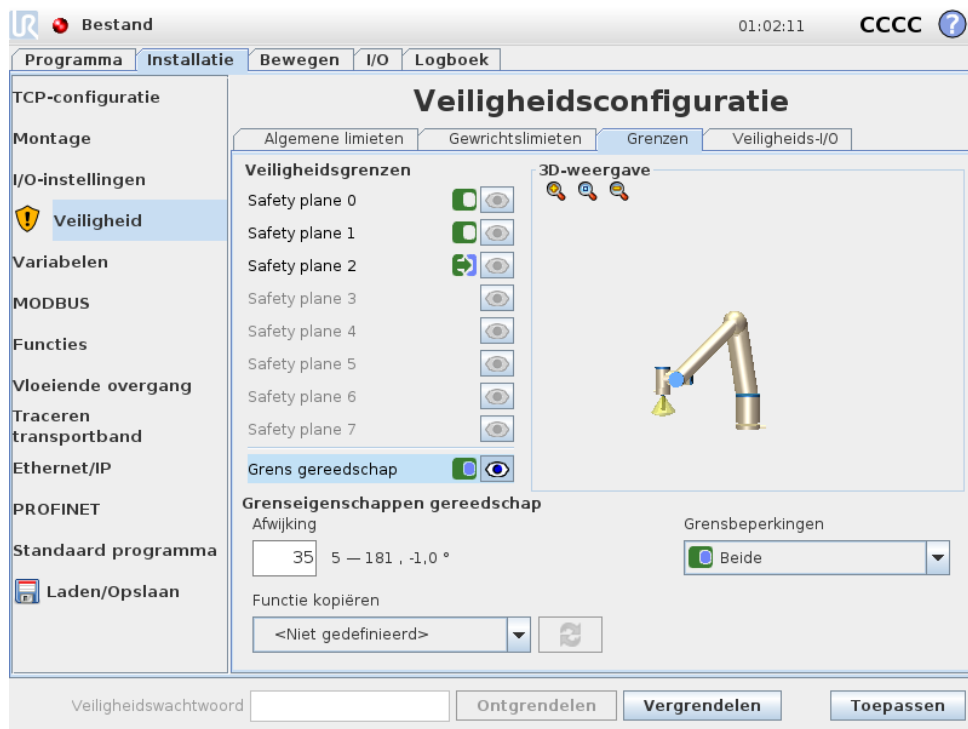 UR Bestand 01:02:11 CCCC ?
Programma Installatie Bewegen I/O Logboek
TCP-configuratie
Montage
I/O-instellingen
Veiligheid
Variabelen
MODBUS
Functies
Vloeiende overgang
Traceren
transportband
Ethernet/IP
PROFINET
Standaard programma
Laden/Opslaan
Veiligheidsconfiguratie
Algemene limieten Gewrichtslimieten Grenzen Veiligheids-I/O
Veiligheidsgrenzen
Safety plane 0
Safety plane 1
Safety plane 2
Safety plane 3
Safety plane 4
Safety plane 5
Safety plane 6
Safety plane 7
Grens gereedschap
3D-weergave
Grenseigenschappen gereedschap
Afwijking
35 5 — 181 , -1,0 °
Grensbeperkingen
Beide
Functie kopiëren
<Niet gedefinieerd>
Veiligheidswachtwoord Ontgrendelen Vergrendelen Toepassen